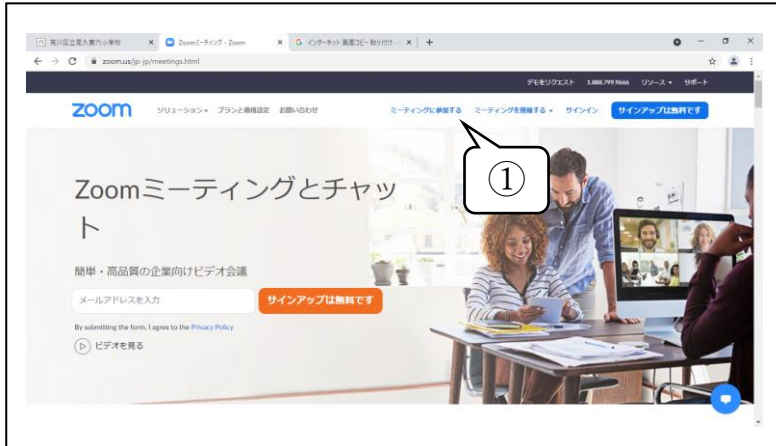 荒川区立尾久第六小学校
Zoomミーティング - Zoom
インターネット 画面コピー 貼り付け -
zoom.us/jp-jp/meetings.html
デモをリクエスト 1.888.799.9666 リソース サポート
zoom ソリューション プランと価格設定 お問い合わせ ミーティングに参加する ミーティングを開催する サインイン サインアップは無料です
①
Zoomミーティングとチャッ
ト
簡単・高品質の企業向けビデオ会議
メールアドレスを入力 サインアップは無料です
By submitting the form, I agree to the Privacy Policy
ビデオを見る